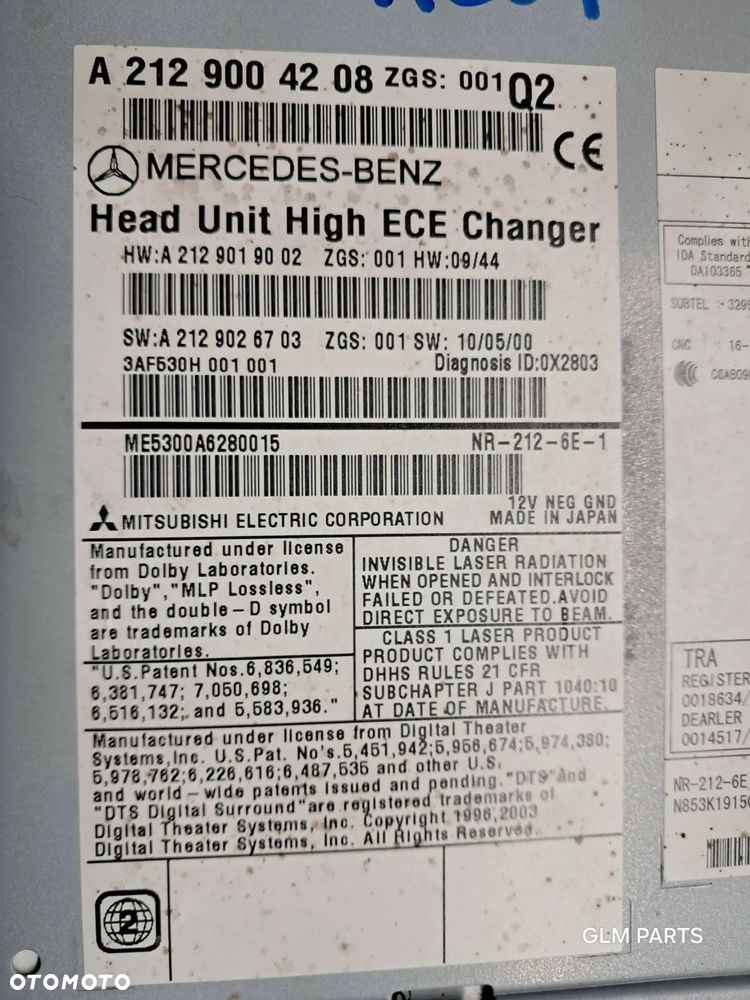 A 212 900 42 08 ZGS: 001 Q2
CE
MERCEDES-BENZ
Head Unit High ECE Changer
HW:A 212 901 90 02 ZGS: 001 HW:09/44
SW:A 212 902 67 03 ZGS: 001 SW: 10/05/00
3AF530H 001 001 Diagnosis ID:0X2803
ME5300A6280015 NR-212-6E-1
12V NEG GND
MITSUBISHI ELECTRIC CORPORATION MADE IN JAPAN
Manufactured under license
from Dolby Laboratories.
"Dolby","MLP Lossless",
and the double-D symbol
are trademarks of Dolby
Laboratories.
"U.S.Patent Nos.6,836,549;
6,381,747; 7,050,698;
6,516,132; and 5,583,936."
DANGER
INVISIBLE LASER RADIATION
WHEN OPENED AND INTERLOCK
FAILED OR DEFEATED.AVOID
DIRECT EXPOSURE TO BEAM.
CLASS 1 LASER PRODUCT
PRODUCT COMPLIES WITH
DHHS RULES 21 CFR
SUBCHAPTER J PART 1040:10
AT DATE OF MANUFACTURE.
Manufactured under license from Digital Theater
Systems,Inc. U.S.Pat. No's.5,451,942;5,956,674;5,974,380;
5,978,762;6,226,616;6,487,535 and other U.S.
and world-wide patents issued and pending."DTS"and
"DTS Digital Surround"are registered trademarks of
Digital Theater Systems, Inc. Copyright 1996,2003
Digital Theater Systems, Inc. All Rights Reserved.
2
Complies with
IDA Standard
DA103365
SUBTEL :-329
CNC : 16-
TRA
REGISTER
0018634/
DEARLER
0014517/
NR-212-6E
N853K1915
GLM PARTS
OTOMOTO